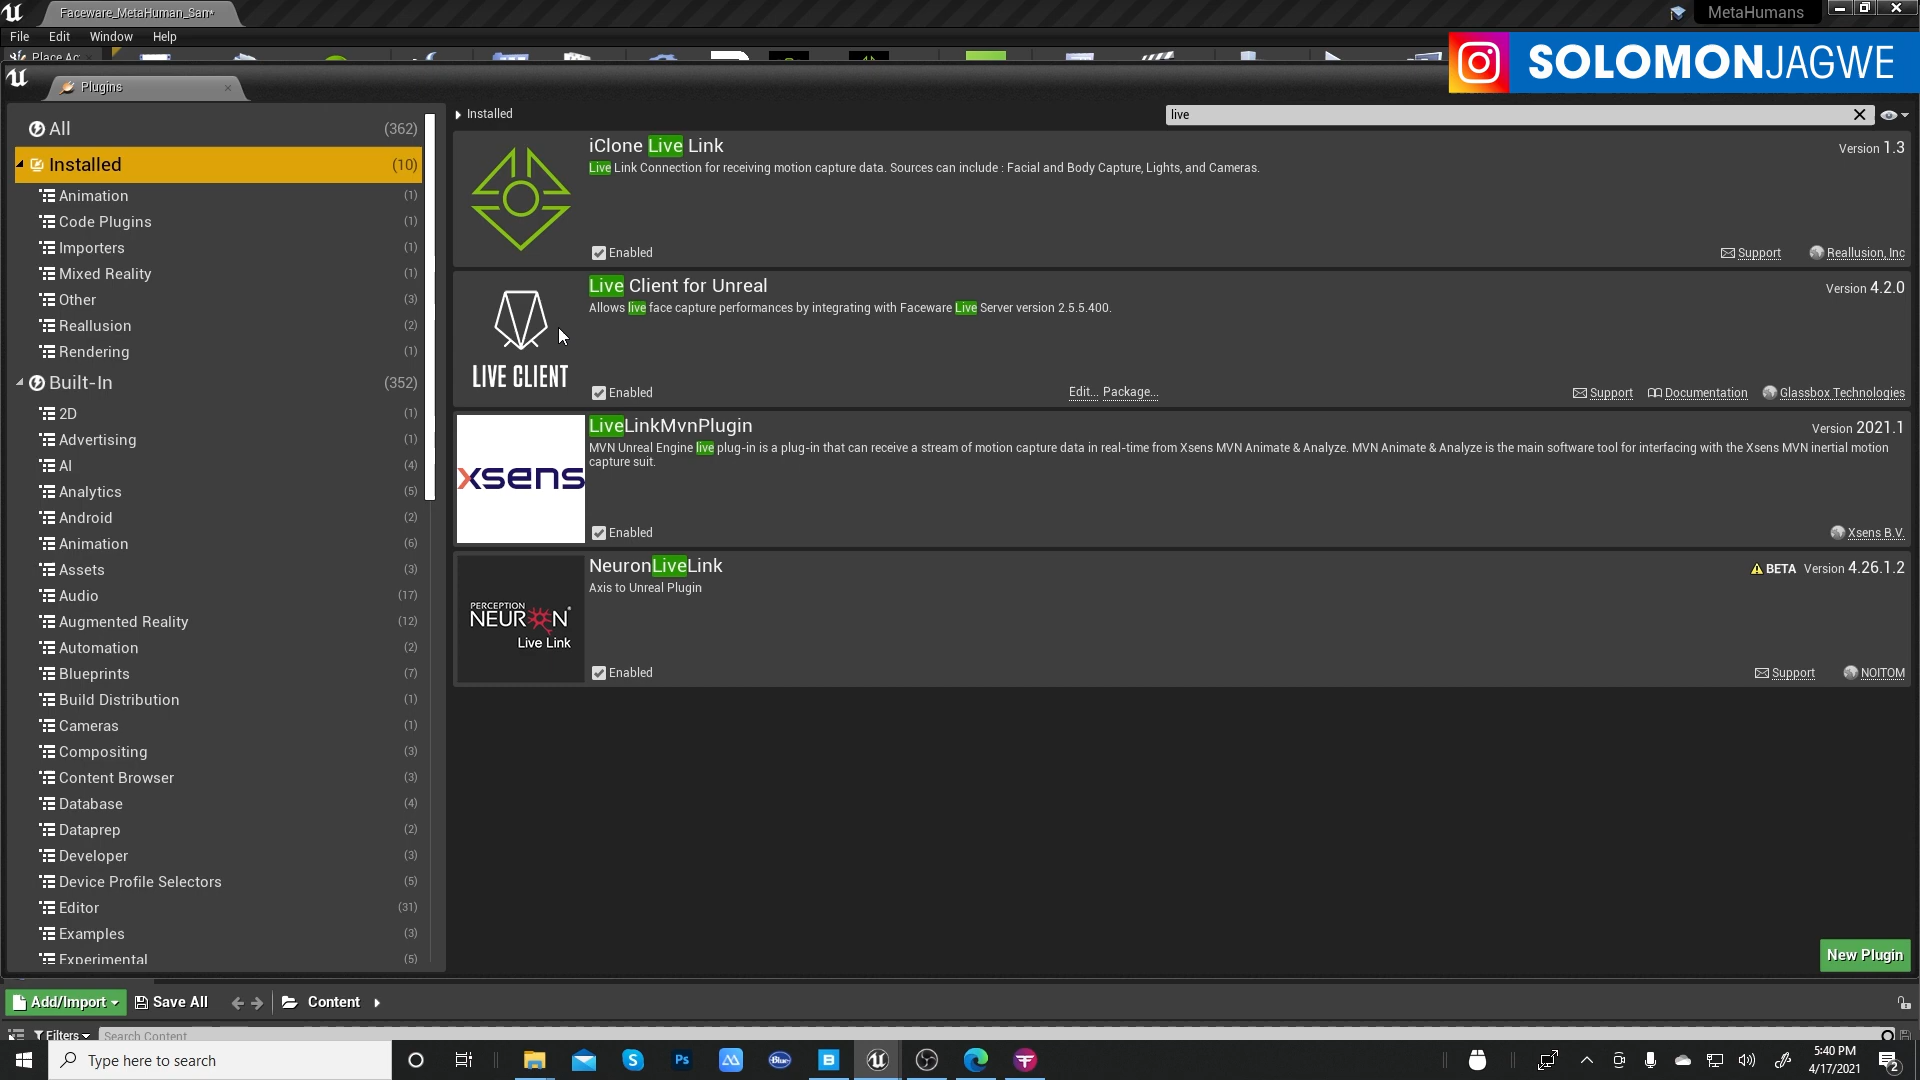 Faceware_MetaHuman_San*
MetaHumans
File Edit Window Help
Place Ac
SOLOMONJAGWE
Plugins
All (362)
Installed (10)
Animation (1)
Code Plugins (1)
Importers (1)
Mixed Reality (1)
Other (3)
Reallusion (2)
Rendering (1)
Built-In (352)
2D (1)
Advertising (1)
AI (4)
Analytics (5)
Android (2)
Animation (6)
Assets (3)
Audio (17)
Augmented Reality (12)
Automation (2)
Blueprints (7)
Build Distribution (1)
Cameras (1)
Compositing (3)
Content Browser (3)
Database (4)
Dataprep (2)
Developer (3)
Device Profile Selectors (5)
Editor (31)
Examples (3)
Experimental (5)
Installed
live
iClone Live Link
Version 1.3
Live Link Connection for receiving motion capture data. Sources can include : Facial and Body Capture, Lights, and Cameras.
Enabled
Support Reallusion, Inc
Live Client for Unreal
Version 4.2.0
Allows live face capture performances by integrating with Faceware Live Server version 2.5.5.400.
LIVE CLIENT
Enabled
Edit... Package...
Support Documentation Glassbox Technologies
LiveLinkMvnPlugin
Version 2021.1
MVN Unreal Engine live plug-in is a plug-in that can receive a stream of motion capture data in real-time from Xsens MVN Animate & Analyze. MVN Animate & Analyze is the main software tool for interfacing with the Xsens MVN inertial motion
capture suit.
xsens
Enabled
Xsens B.V.
NeuronLiveLink
BETA Version 4.26.1.2
Axis to Unreal Plugin
PERCEPTION
NEURON
Live Link
Enabled
Support NOITOM
New Plugin
Add/Import Save All Content
Filters Search Content
Type here to search
Ps
Blue
B
5:40 PM
4/17/2021
2